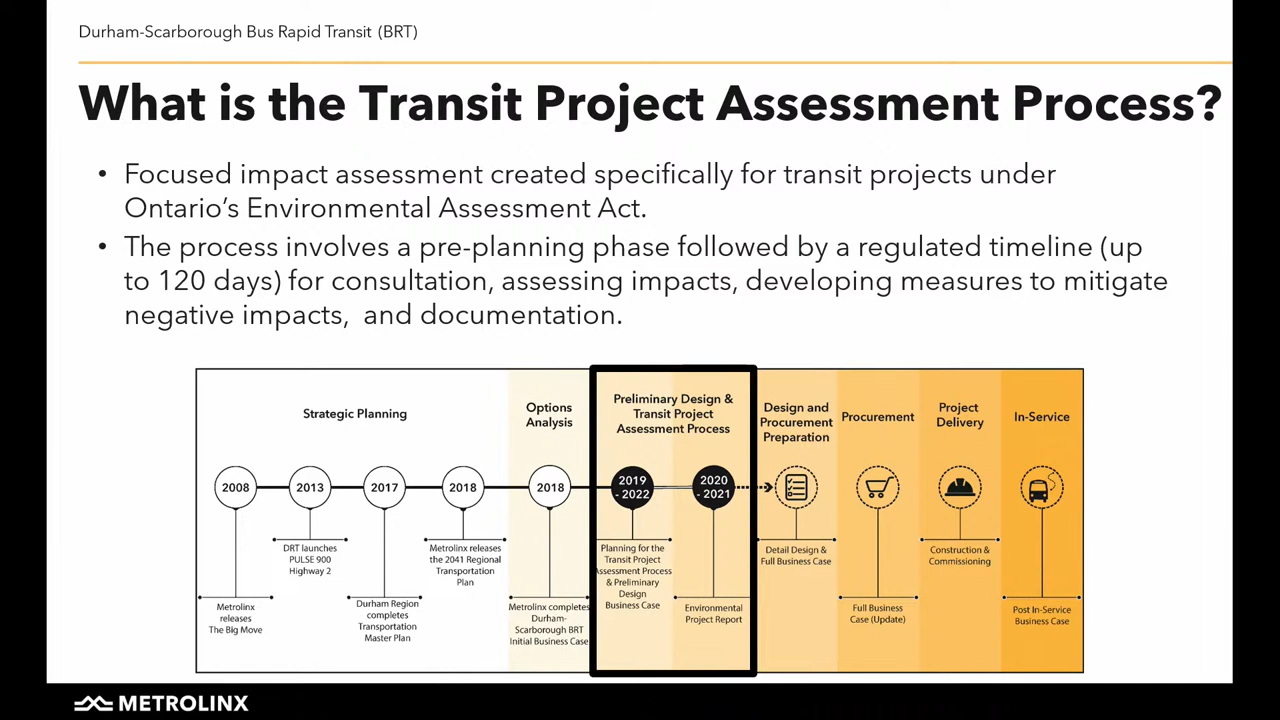 Durham-Scarborough Bus Rapid Transit (BRT)
What is the Transit Project Assessment Process?
• Focused impact assessment created specifically for transit projects under
Ontario's Environmental Assessment Act.
• The process involves a pre-planning phase followed by a regulated timeline (up
to 120 days) for consultation, assessing impacts, developing measures to mitigate
negative impacts, and documentation.
Strategic Planning
Options
Analysis
Preliminary Design &
Transit Project
Assessment Process
Design and
Procurement
Preparation
Procurement
Project
Delivery
In-Service
2008
2013
2017
2018
2018
2019
- 2022
2020
- 2021
Metrolinx
releases
The Big Move
DRT launches
PULSE 900
Highway 2
Durham Region
completes
Transportation
Master Plan
Metrolinx releases
the 2041 Regional
Transportation
Plan
Metrolinx completes
Durham-
Scarborough BRT
Initial Business Case
Planning for the
Transit Project
Assessment Process
& Preliminary
Design
Business Case
Environmental
Project Report
Detail Design &
Full Business Case
Full Business
Case (Update)
Construction &
Commissioning
Post In-Service
Business Case
METROLINX